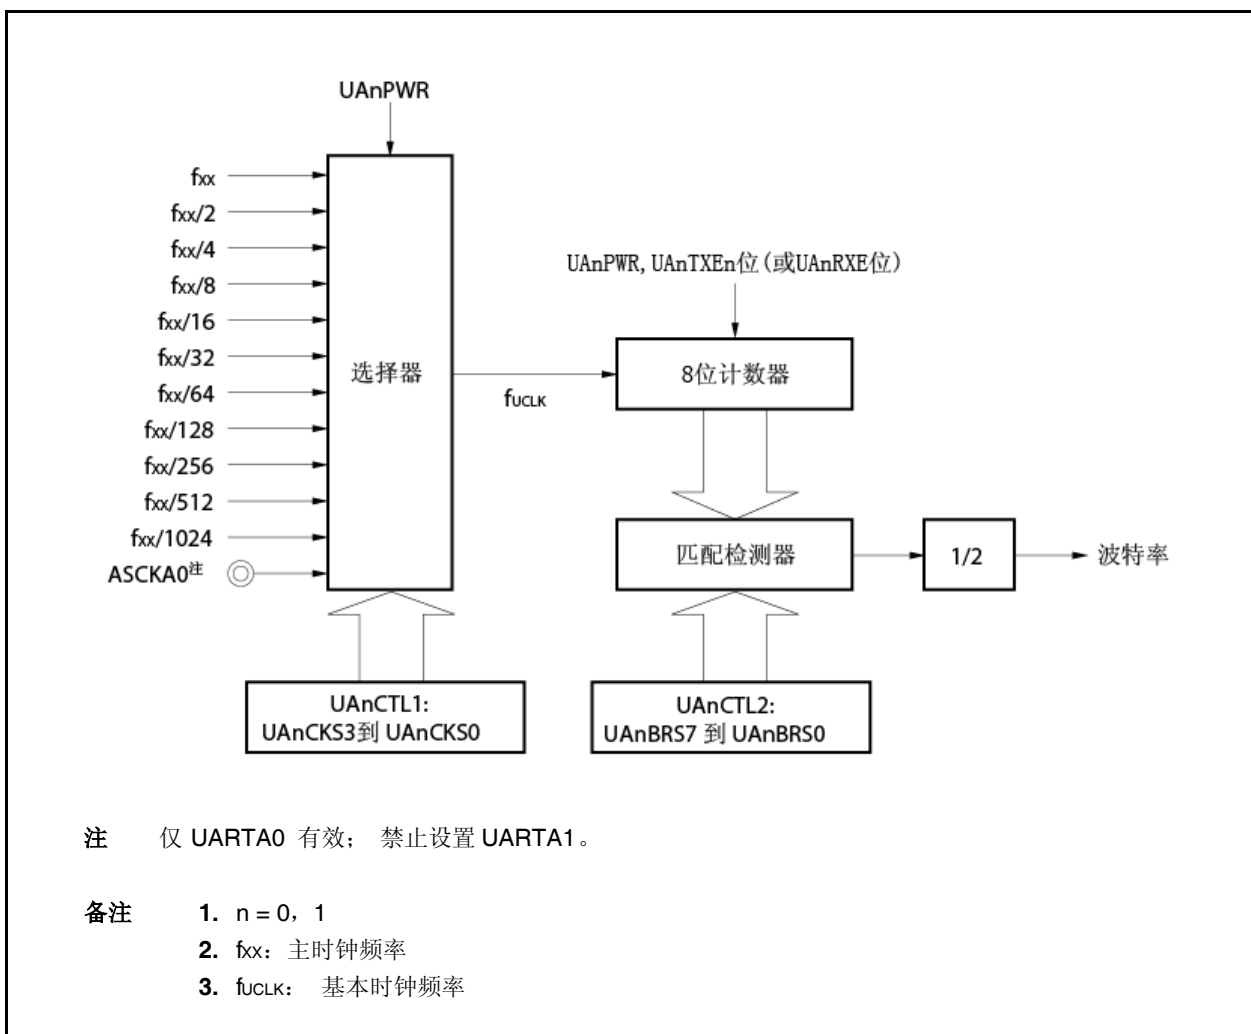 UAnPWR
fxx
fxx/2
fxx/4
fxx/8
fxx/16
fxx/32
fxx/64
fxx/128
fxx/256
fxx/512
fxx/1024
ASCKA0注
选择器
fUCLK
UAnPWR, UAnTXEn位(或UAnRXE位)
8位计数器
匹配检测器
1/2
波特率
UAnCTL1:
UAnCKS3到 UAnCKS0
UAnCTL2:
UAnBRS7 到 UAnBRS0
注 仅 UARTA0 有效； 禁止设置 UARTA1。
备注 1. n = 0，1
2. fxx：主时钟频率
3. fUCLK： 基本时钟频率